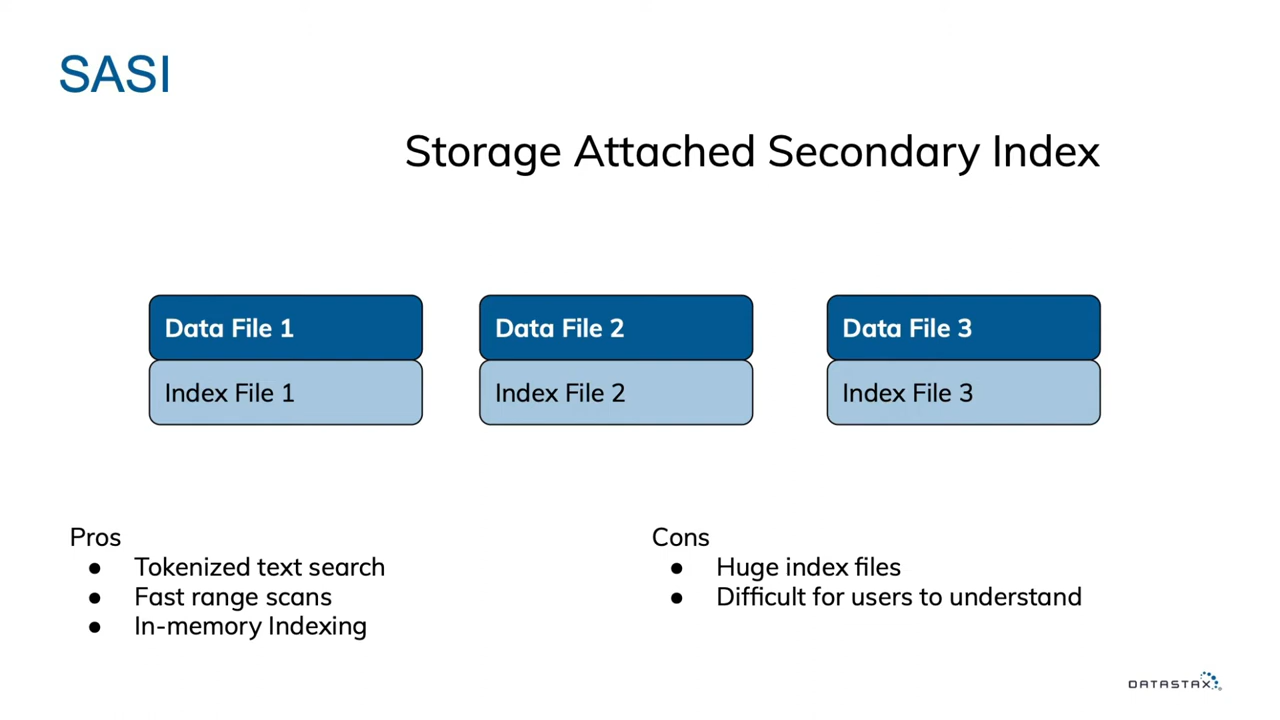 SASI
Storage Attached Secondary Index
Data File 1
Index File 1
Data File 2
Index File 2
Data File 3
Index File 3
Pros
● Tokenized text search
● Fast range scans
● In-memory Indexing
Cons
● Huge index files
● Difficult for users to understand
DATASTAX